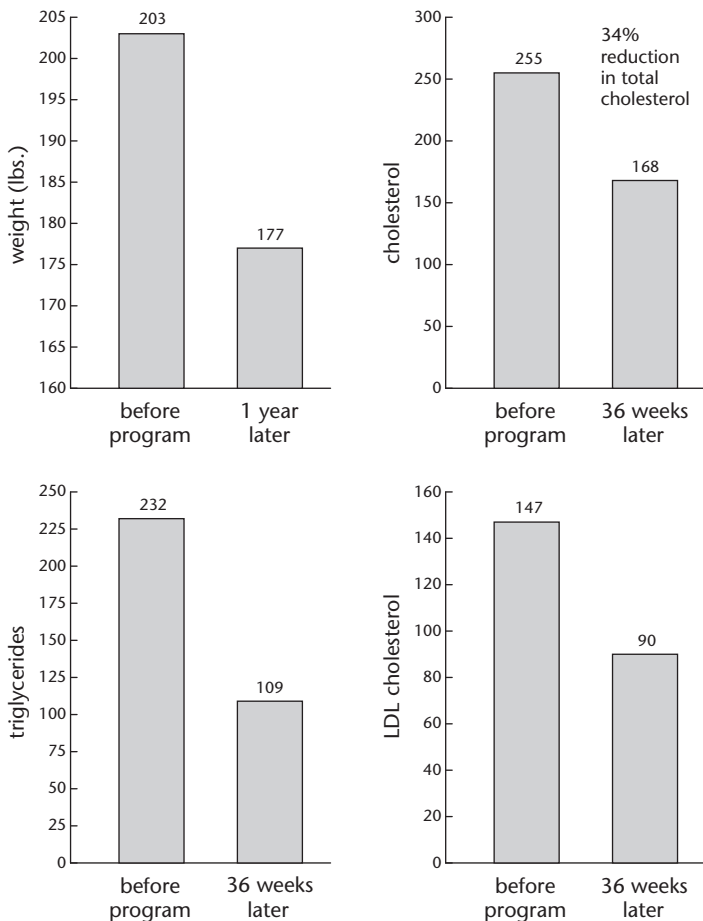 205
200
195
190
185
180
175
170
165
160
weight (lbs.)
203
177
before
program
1 year
later
300
250
200
150
100
50
0
cholesterol
255
168
34%
reduction
in total
cholesterol
before
program
36 weeks
later
250
225
200
175
150
125
100
75
50
25
0
triglycerides
232
109
before
program
36 weeks
later
160
140
120
100
80
60
40
20
0
LDL cholesterol
147
90
before
program
36 weeks
later